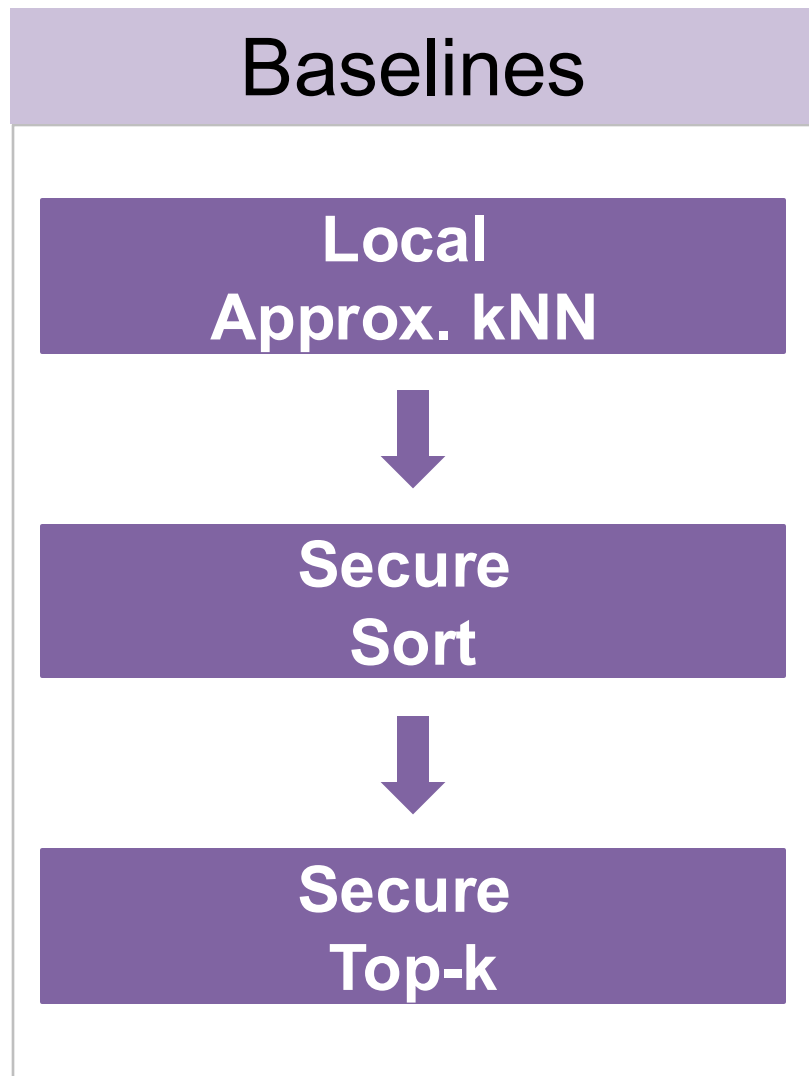 Baselines
Local
Approx. kNN
Secure
Sort
Secure
Top-k